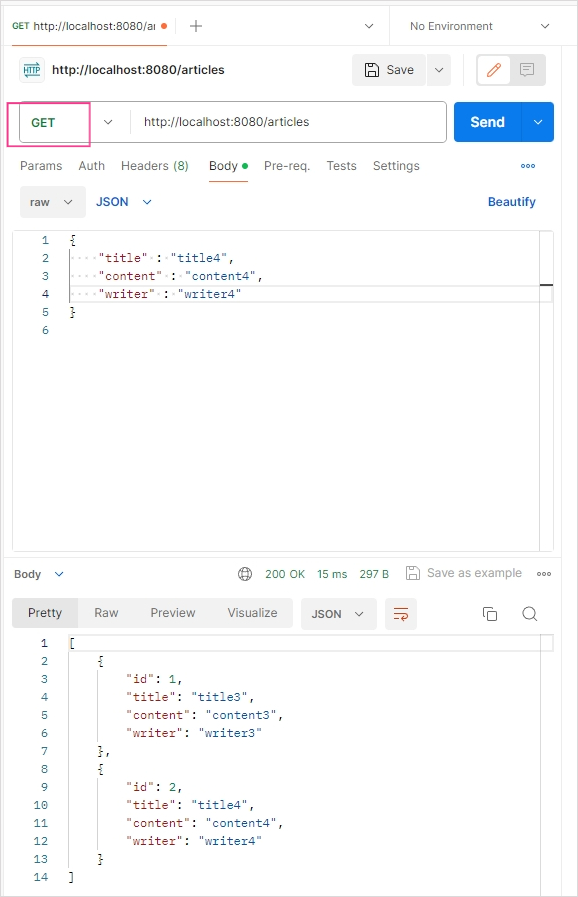 GET http://localhost:8080/ar
No Environment
HTTP http://localhost:8080/articles
Save
GET http://localhost:8080/articles Send
Params Auth Headers (8) Body Pre-req. Tests Settings
raw JSON Beautify
1 {
2 ····"title"·:·"title4",
3 ····"content"·:·"content4",
4 ····"writer"·:·"writer4"
5 }
6
Body 200 OK 15 ms 297 B Save as example
Pretty Raw Preview Visualize JSON
1 [
2 {
3 "id": 1,
4 "title": "title3",
5 "content": "content3",
6 "writer": "writer3"
7 },
8 {
9 "id": 2,
10 "title": "title4",
11 "content": "content4",
12 "writer": "writer4"
13 }
14 ]